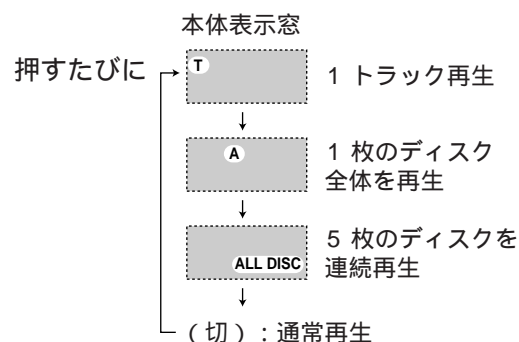 本体表示窓
押すたびに
T
1 トラック再生
A
1 枚のディスク
全体を再生
ALL DISC
5 枚のディスクを
連続再生
(切):通常再生